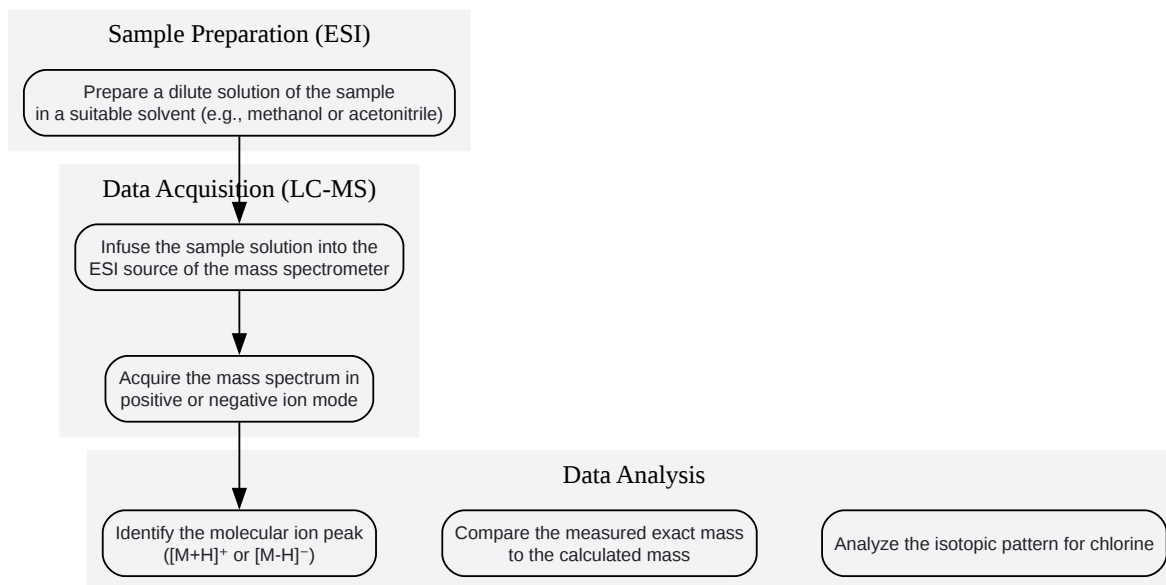 Sample Preparation (ESI)
Prepare a dilute solution of the sample
in a suitable solvent (e.g., methanol or acetonitrile)
Data Acquisition (LC-MS)
Infuse the sample solution into the
ESI source of the mass spectrometer
Acquire the mass spectrum in
positive or negative ion mode
Data Analysis
Identify the molecular ion peak
([M+H]⁺ or [M-H]⁻)
Compare the measured exact mass
to the calculated mass
Analyze the isotopic pattern for chlorine